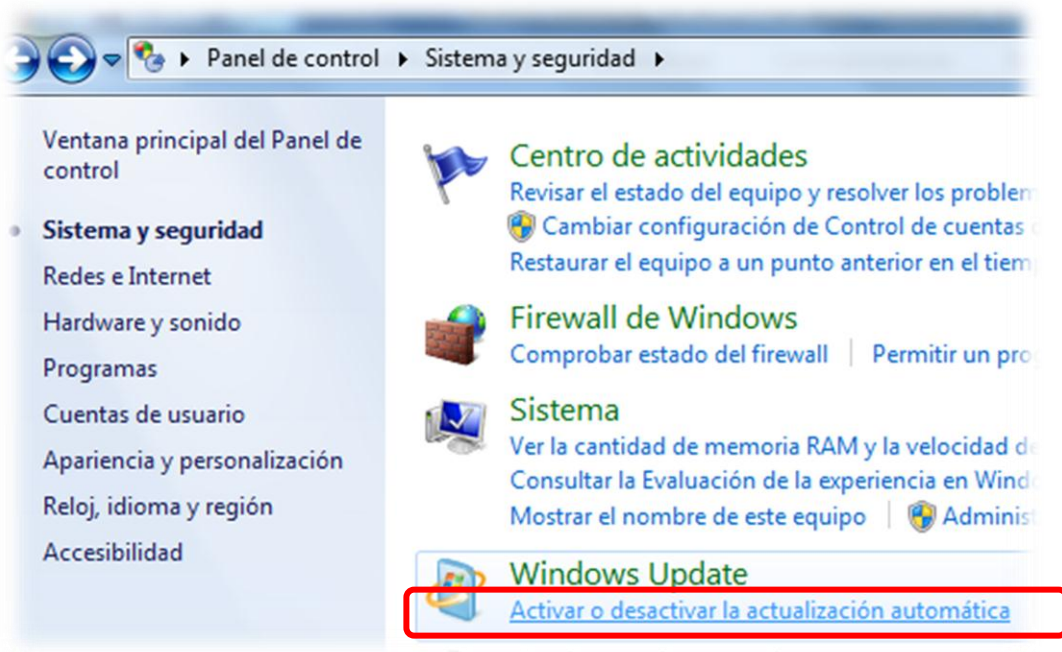 Panel de control ▸ Sistema y seguridad ▸
Ventana principal del Panel de
control
Sistema y seguridad
Redes e Internet
Hardware y sonido
Programas
Cuentas de usuario
Apariencia y personalización
Reloj, idioma y región
Accesibilidad
Centro de actividades
Revisar el estado del equipo y resolver los
Cambiar configuración de Control de cuentas
Restaurar el equipo a un punto anterior en el
Firewall de Windows
Comprobar estado del firewall | Permitir un
Sistema
Ver la cantidad de memoria RAM y la velocidad
Consultar la Evaluación de la experiencia en
Mostrar el nombre de este equipo |
Windows Update
Activar o desactivar la actualización automática